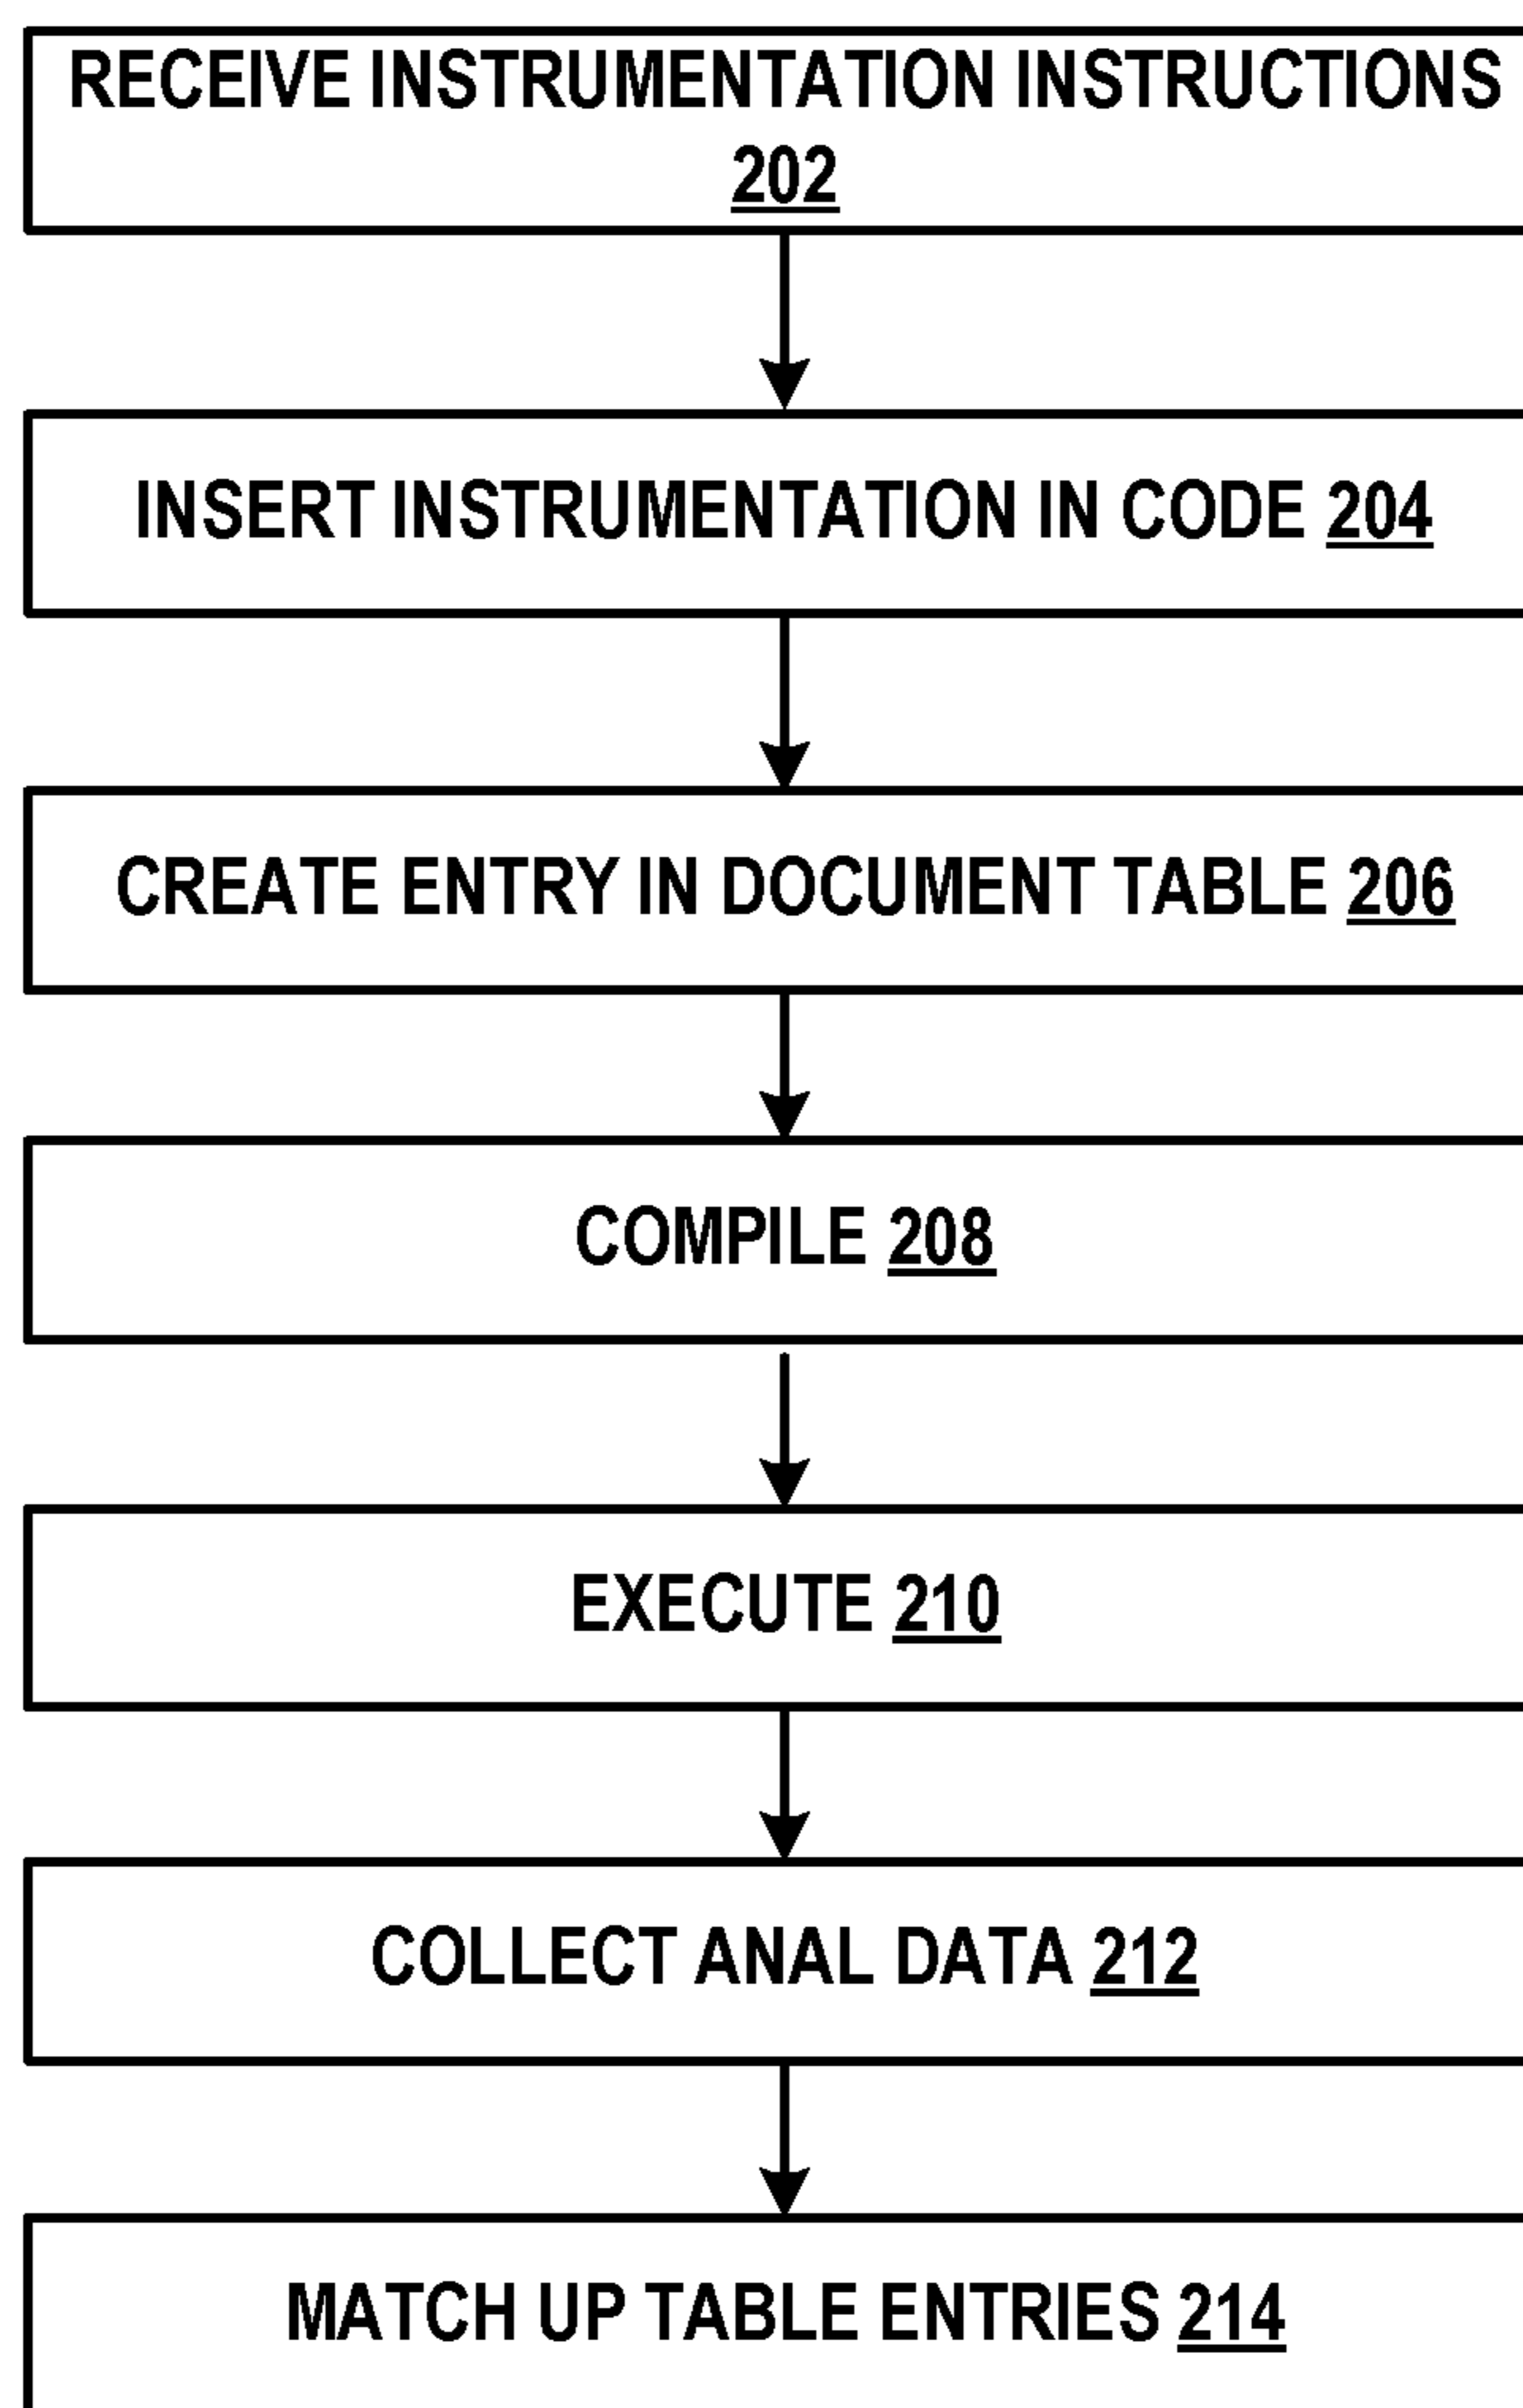 RECEIVE INSTRUMENTATION INSTRUCTIONS
202
INSERT INSTRUMENTATION IN CODE 204
CREATE ENTRY IN DOCUMENT TABLE 206
COMPILE 208
EXECUTE 210
COLLECT ANAL DATA 212
MATCH UP TABLE ENTRIES 214